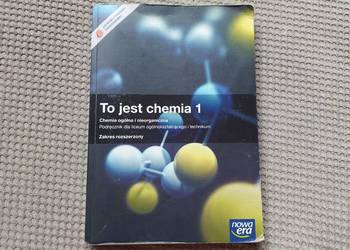 To jest chemia 1
Chemia ogólna i nieorganiczna
Podręcznik dla liceum ogólnokształcącego i technikum
Zakres rozszerzony
nowa
era